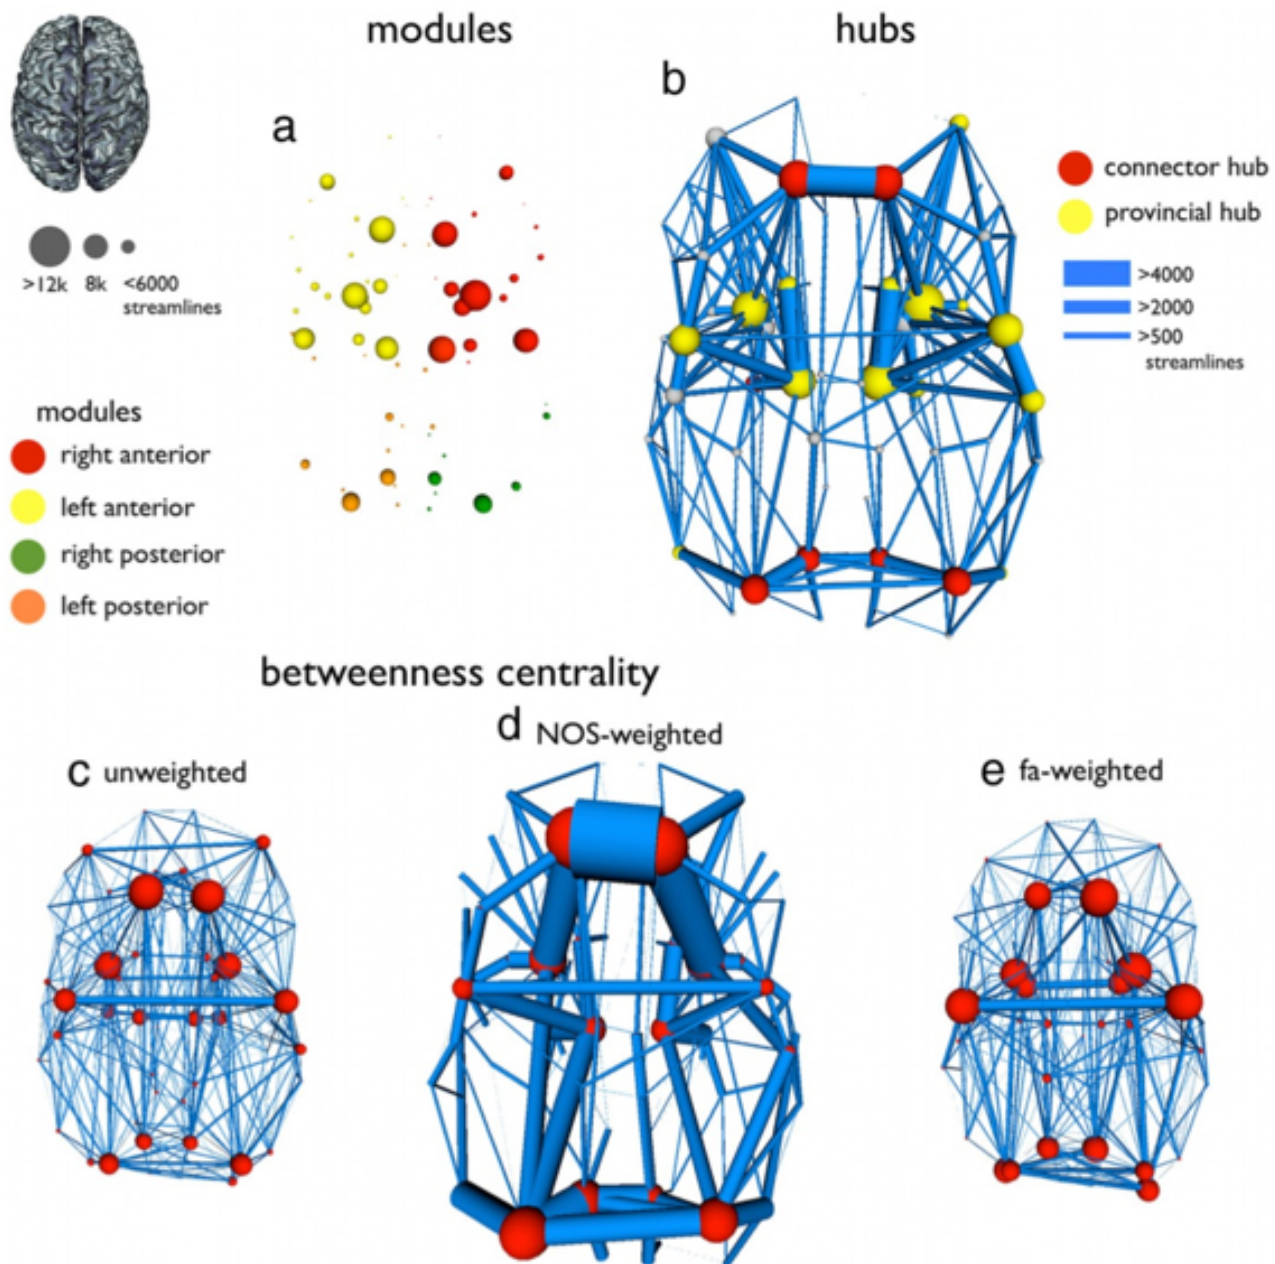 modules
hubs
a
b
>12k 8k <6000
streamlines
connector hub
provincial hub
>4000
>2000
>500
streamlines
modules
right anterior
left anterior
right posterior
left posterior
betweenness centrality
c unweighted
d NOS-weighted
e fa-weighted